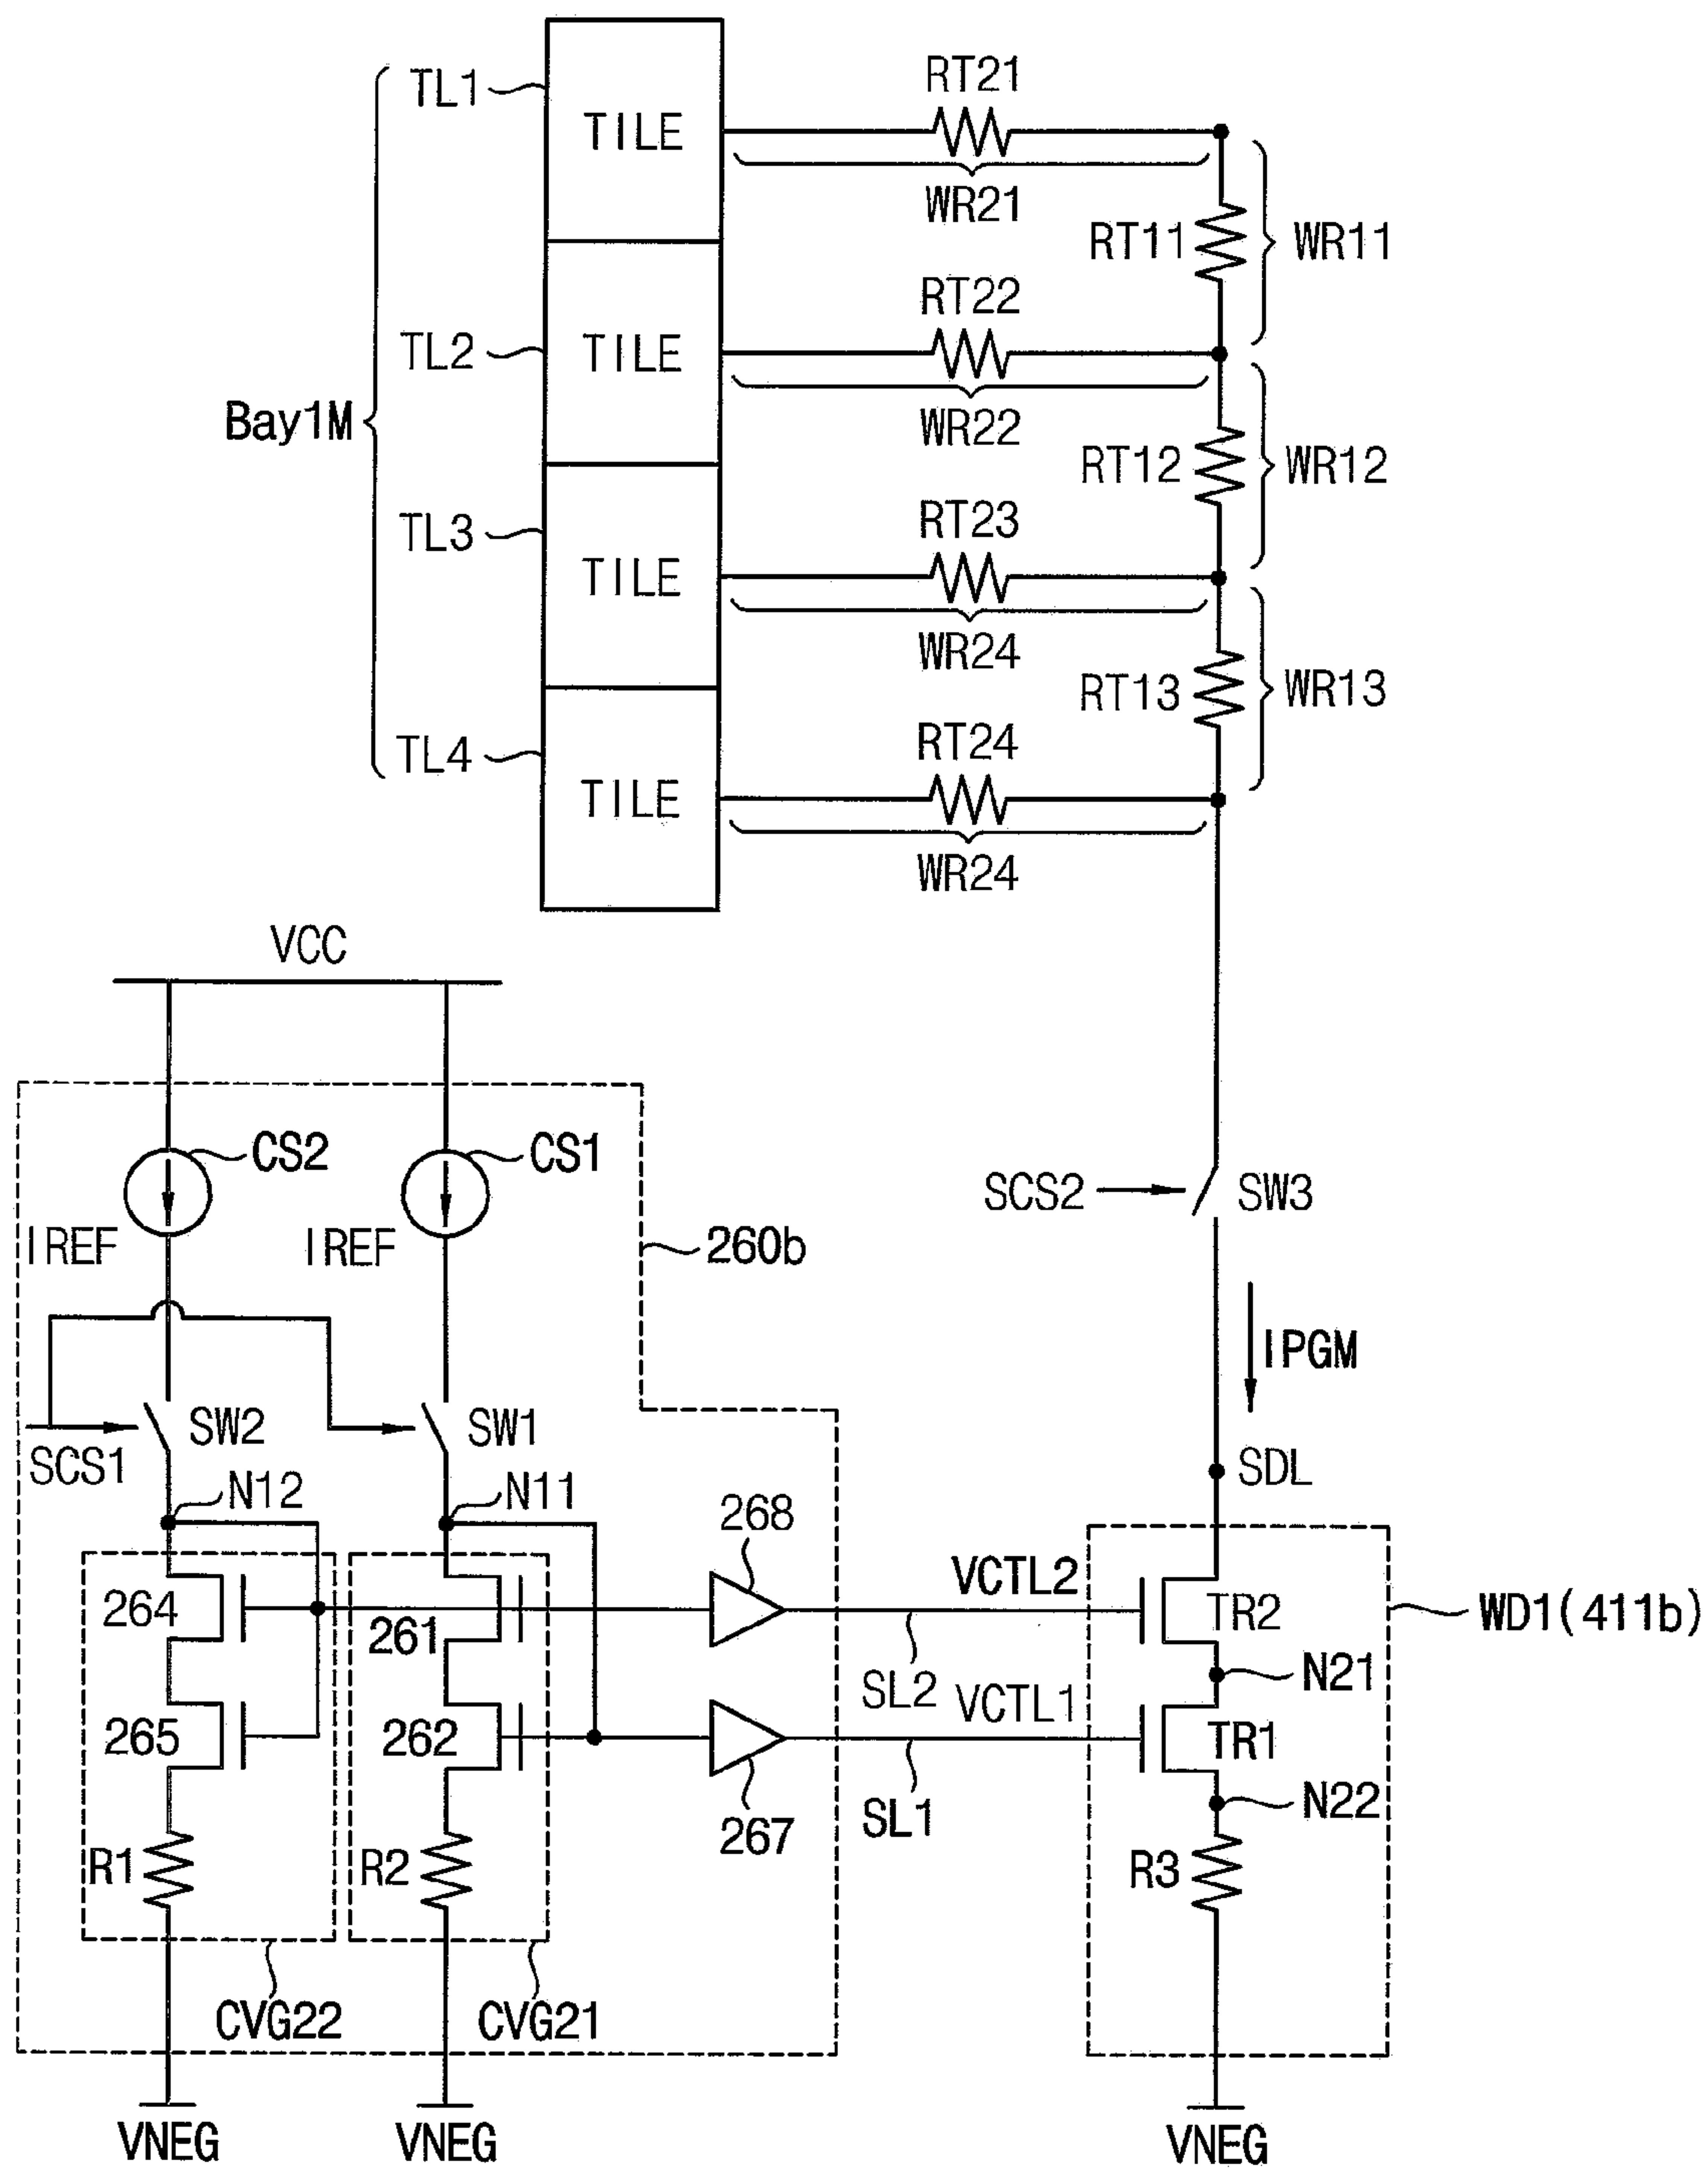 RT21
TL1
TILE
WR21
RT11
WR11
RT22
TL2
TILE
WR22
Bay1M
RT12
WR12
RT23
TL3
TILE
WR24
RT13
WR13
RT24
TL4
TILE
WR24
VCC
CS2
CS1
SCS2
SW3
IREF
IREF
260b
IPGM
SW2
SW1
SCS1
SDL
N12
N11
268
VCTL2
264
261
TR2
WD1(411b)
N21
SL2
VCTL1
265
262
TR1
N22
SL1
267
R1
R2
R3
CVG22
CVG21
VNEG
VNEG
VNEG